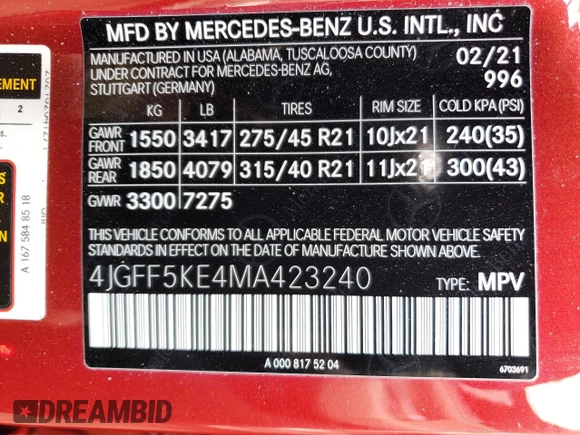 MFD BY MERCEDES-BENZ U.S. INTL., INC
MANUFACTURED IN USA (ALABAMA, TUSCALOOSA COUNTY)
UNDER CONTRACT FOR MERCEDES-BENZ AG,
STUTTGART (GERMANY)
02/21
996
KG LB TIRES RIM SIZE COLD KPA (PSI)
GAWR FRONT 1550 3417 275/45 R21 10Jx21 240(35)
GAWR REAR 1850 4079 315/40 R21 11Jx21 300(43)
GVWR 3300 7275
THIS VEHICLE CONFORMS TO ALL APPLICABLE FEDERAL MOTOR VEHICLE SAFETY
STANDARDS IN EFFECT ON THE DATE OF MANUFACTURE SHOWN ABOVE.
4JGFF5KE4MA423240 TYPE: MPV
A 000 817 52 04
6703691
EMENT
2
A 167 584 85 18
DREAMBID